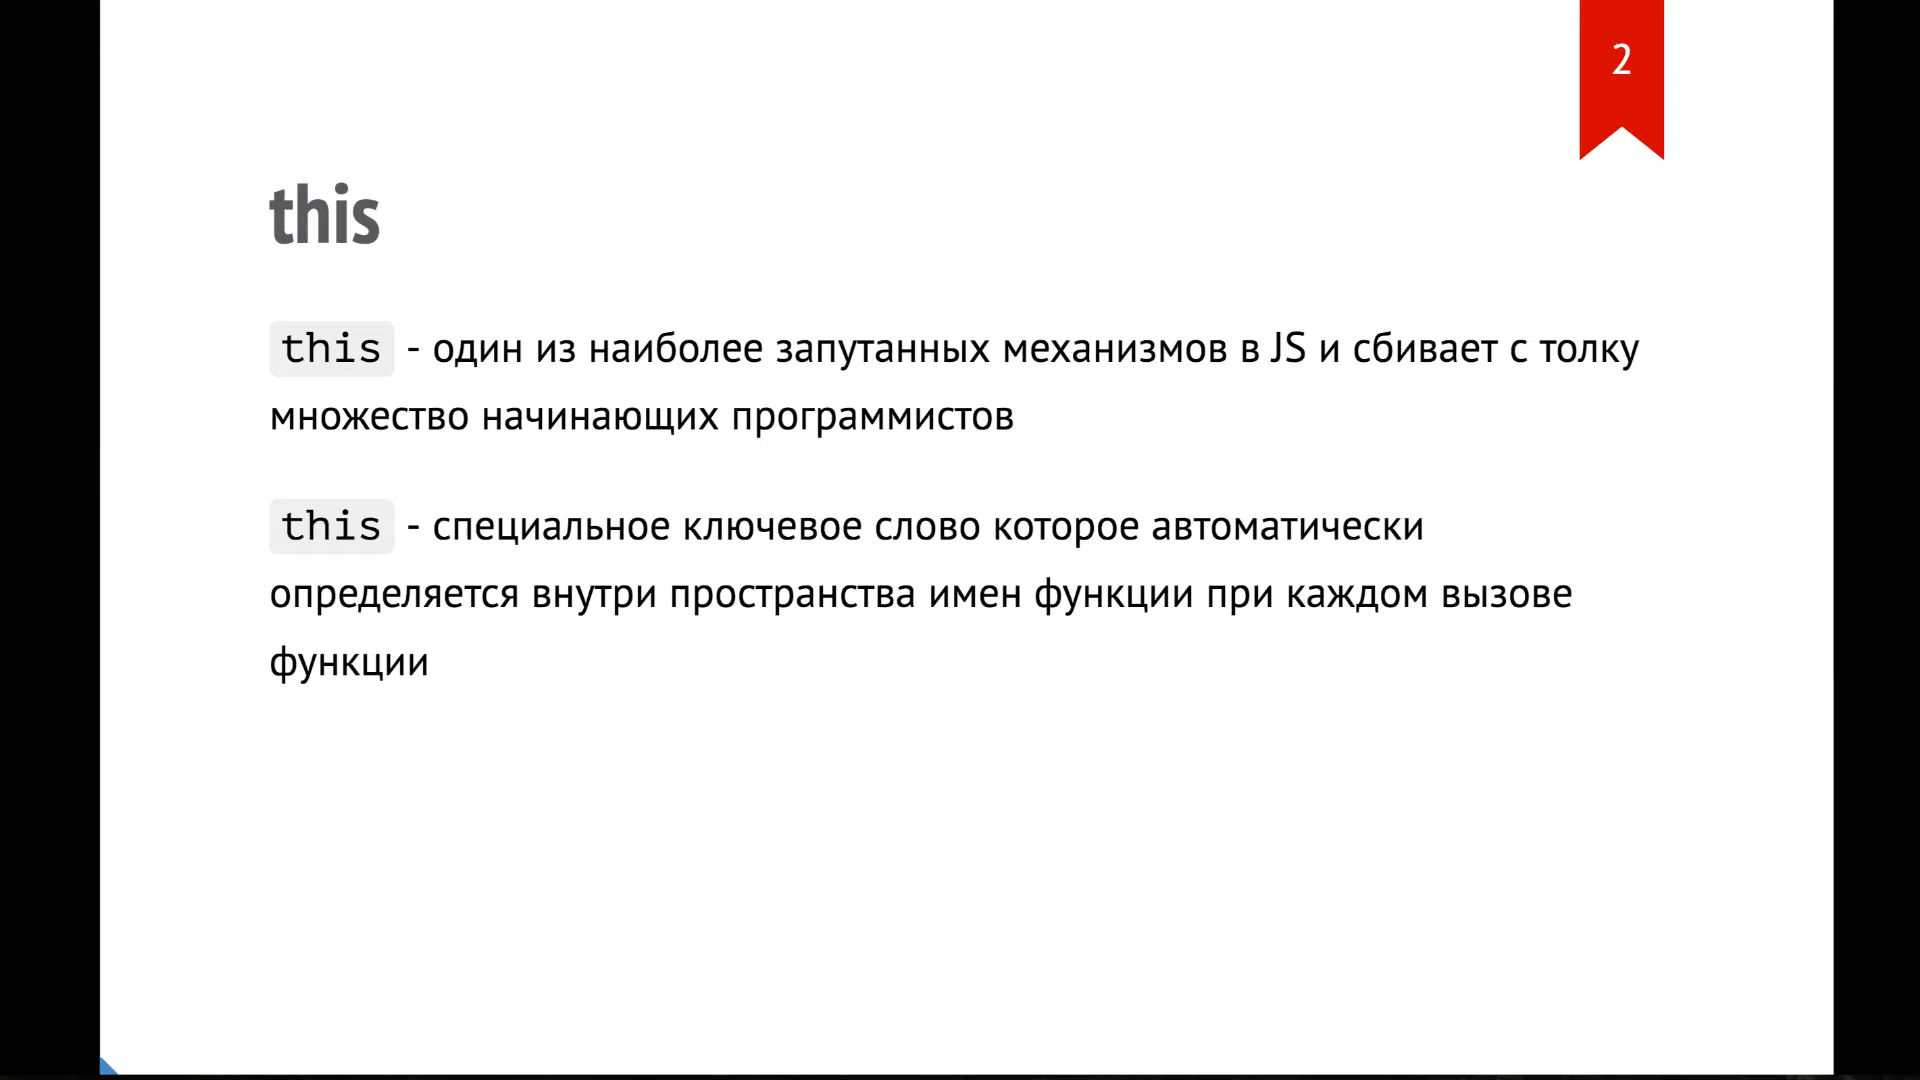 2
this
this - один из наиболее запутанных механизмов в JS и сбивает с толку
множество начинающих программистов
this - специальное ключевое слово которое автоматически
определяется внутри пространства имен функции при каждом вызове
функции